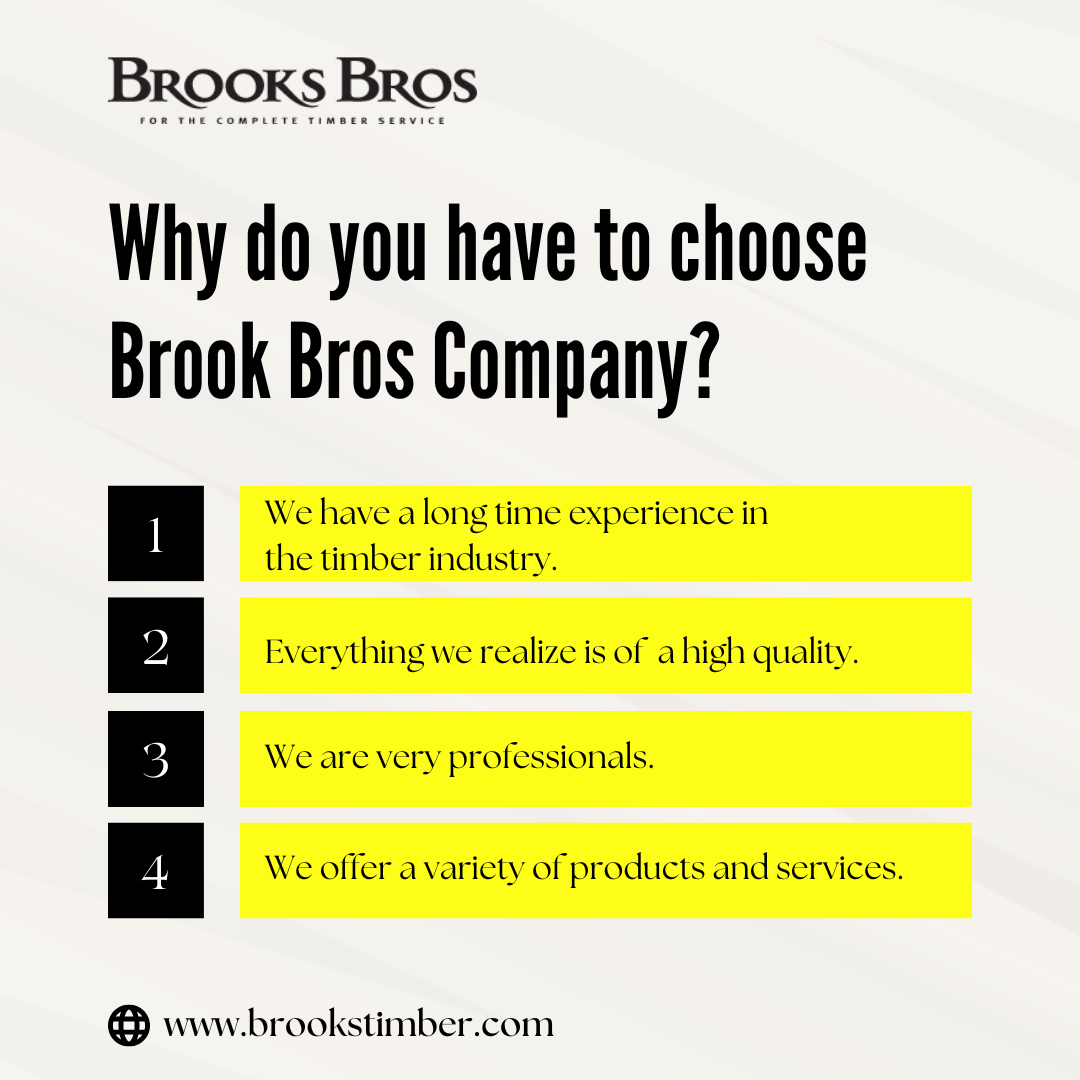 BROOKS BROS
FOR THE COMPLETE TIMBER SERVICE
Why do you have to choose
Brook Bros Company?
1
We have a long time experience in
the timber industry.
2
Everything we realize is of a high quality.
3
We are very professionals.
4
We offer a variety of products and services.
www.brookstimber.com